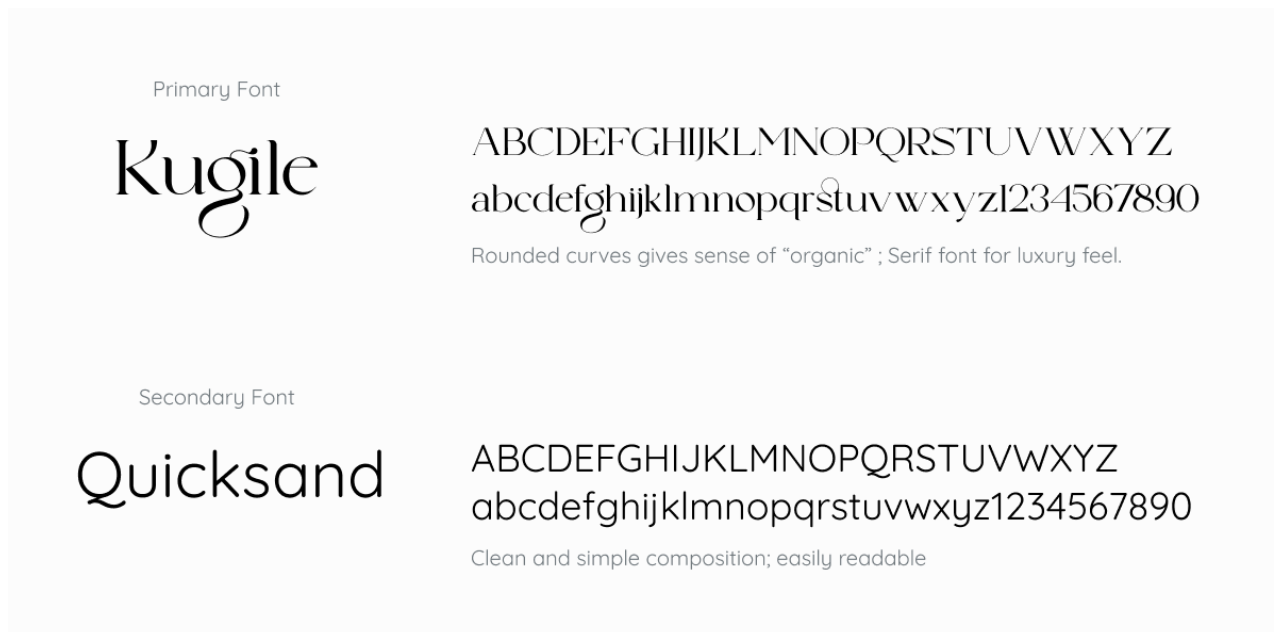 Primary Font
Kugile
ABCDEFGHIJKLMNOPQRSTUVWXYZ
abcdefghijklmnopqrstuvwxyz1234567890
Rounded curves gives sense of “organic” ; Serif font for luxury feel.
Secondary Font
Quicksand
ABCDEFGHIJKLMNOPQRSTUVWXYZ
abcdefghijklmnopqrstuvwxyz1234567890
Clean and simple composition; easily readable